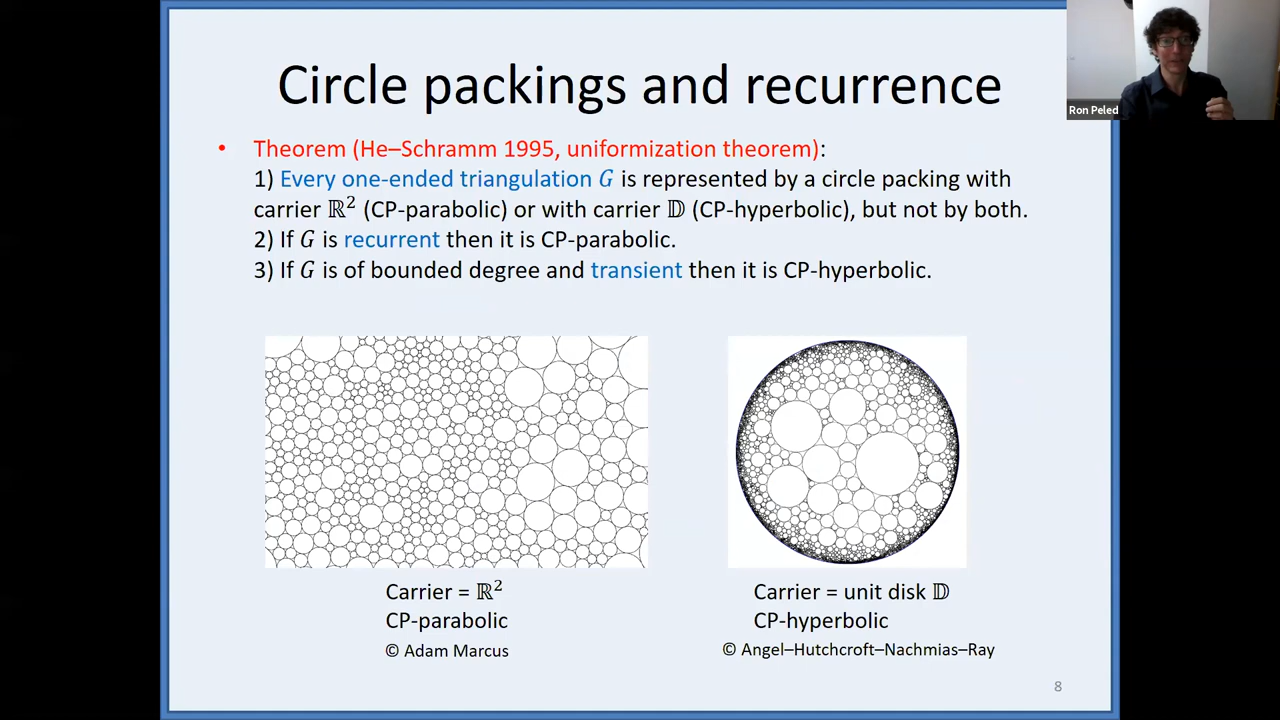 Circle packings and recurrence
Ron Peled
• Theorem (He–Schramm 1995, uniformization theorem):
1) Every one-ended triangulation G is represented by a circle packing with
carrier ℝ² (CP-parabolic) or with carrier 𝔻 (CP-hyperbolic), but not by both.
2) If G is recurrent then it is CP-parabolic.
3) If G is of bounded degree and transient then it is CP-hyperbolic.
Carrier = ℝ²
CP-parabolic
© Adam Marcus
Carrier = unit disk 𝔻
CP-hyperbolic
© Angel–Hutchcroft–Nachmias–Ray
8